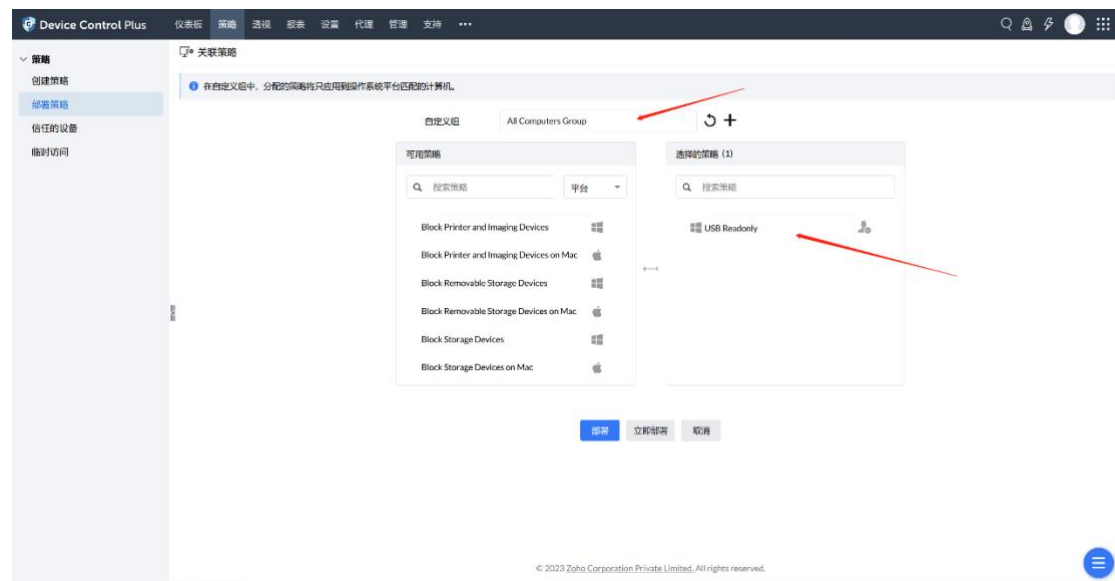 Device Control Plus 仪表板 策略 透视 报表 设置 代理 管理 支持 •••
策略
创建策略
部署策略
信任的设备
临时访问
关联策略
在自定义组中，分配的策略将只应用到操作系统平台匹配的计算机。
自定义组 All Computers Group
可用策略
搜索策略 平台
Block Printer and Imaging Devices
Block Printer and Imaging Devices on Mac
Block Removable Storage Devices
Block Removable Storage Devices on Mac
Block Storage Devices
Block Storage Devices on Mac
选择的策略 (1)
搜索策略
USB Readonly
部署 立即部署 取消
© 2023 Zoho Corporation Private Limited. All rights reserved.